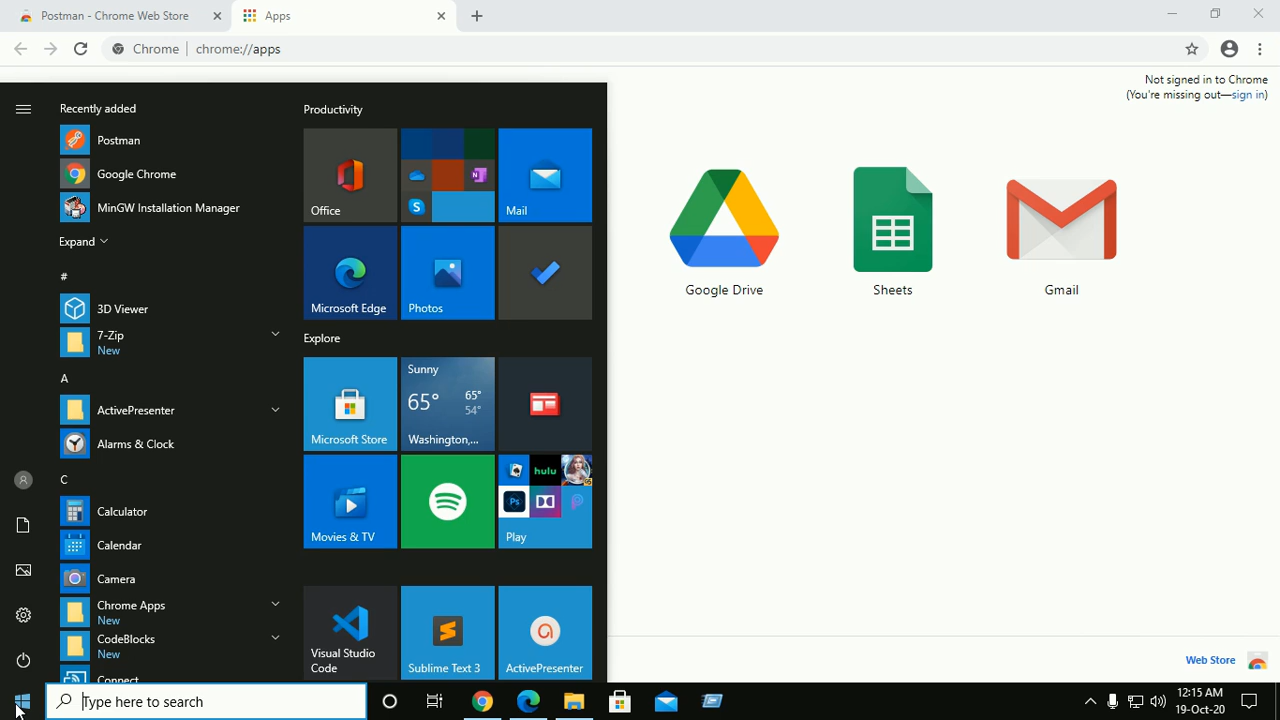 Postman - Chrome Web Store
Apps
Chrome
chrome://apps
Not signed in to Chrome
(You're missing out—sign in)
Recently added
Postman
Google Chrome
MinGW Installation Manager
Expand
#
3D Viewer
7-Zip
New
A
ActivePresenter
Alarms & Clock
C
Calculator
Calendar
Camera
Chrome Apps
New
CodeBlocks
New
Connect
Productivity
Office
Mail
Microsoft Edge
Photos
Explore
Microsoft Store
Sunny
65° 65°
54°
Washington,...
Movies & TV
hulu
Ps
Play
Visual Studio
Code
Sublime Text 3
ActivePresenter
Google Drive
Sheets
Gmail
Web Store
Type here to search
12:15 AM
19-Oct-20